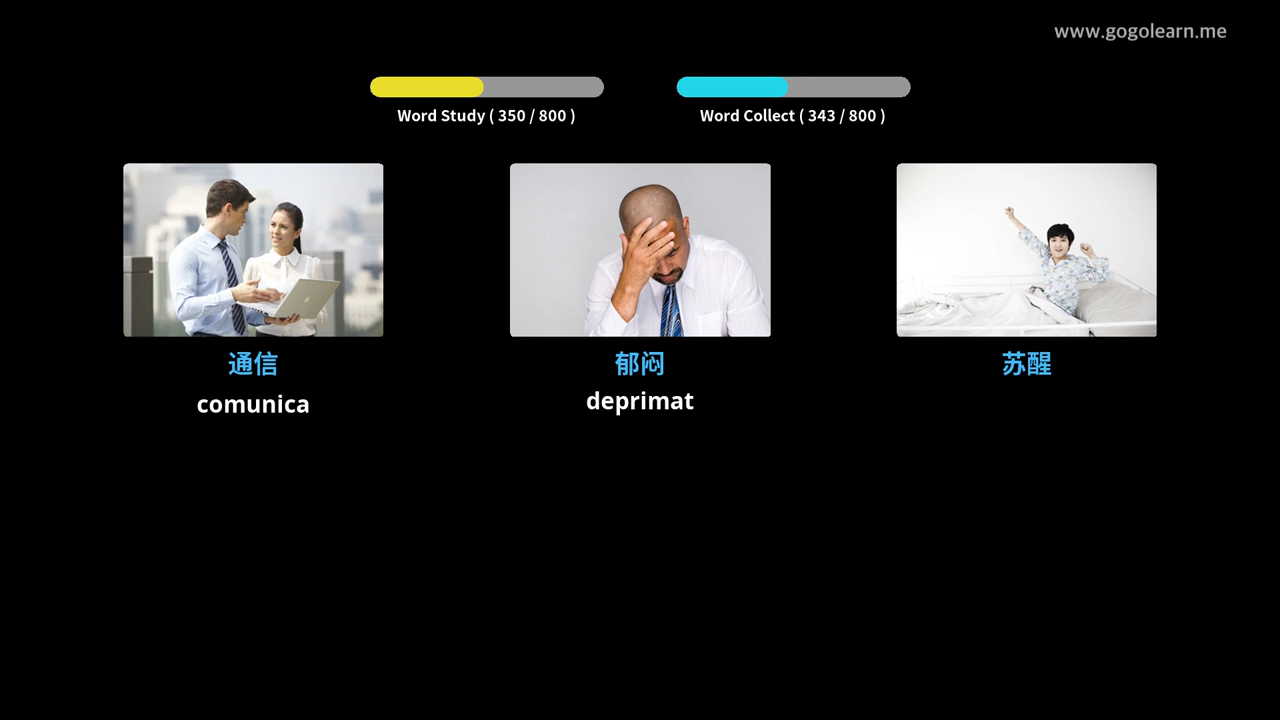 www.gogolearn.me
Word Study ( 350 / 800 )
Word Collect ( 343 / 800 )
通信
comunica
郁闷
deprimat
苏醒